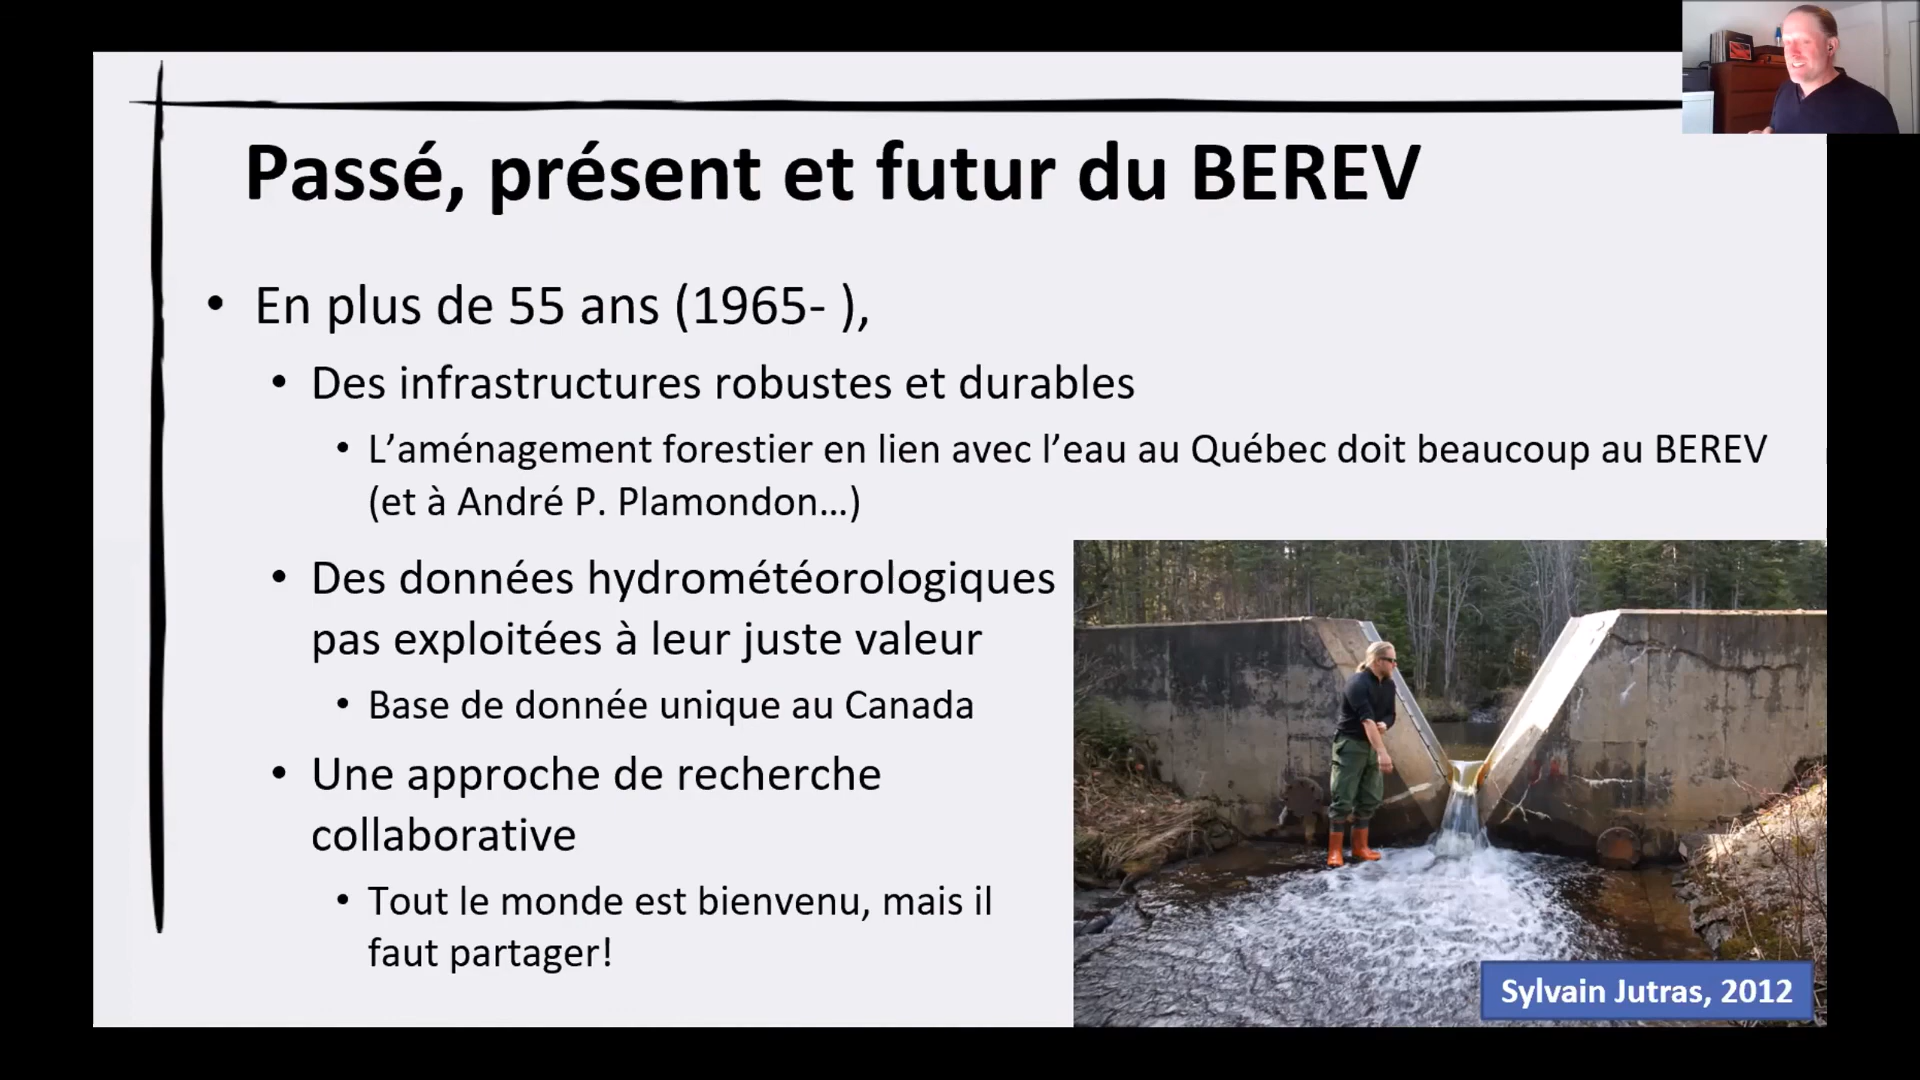 Passé, présent et futur du BEREV
• En plus de 55 ans (1965- ),
• Des infrastructures robustes et durables
• L’aménagement forestier en lien avec l’eau au Québec doit beaucoup au BEREV
(et à André P. Plamondon…)
• Des données hydrométéorologiques
pas exploitées à leur juste valeur
• Base de donnée unique au Canada
• Une approche de recherche
collaborative
• Tout le monde est bienvenu, mais il
faut partager!
Sylvain Jutras, 2012